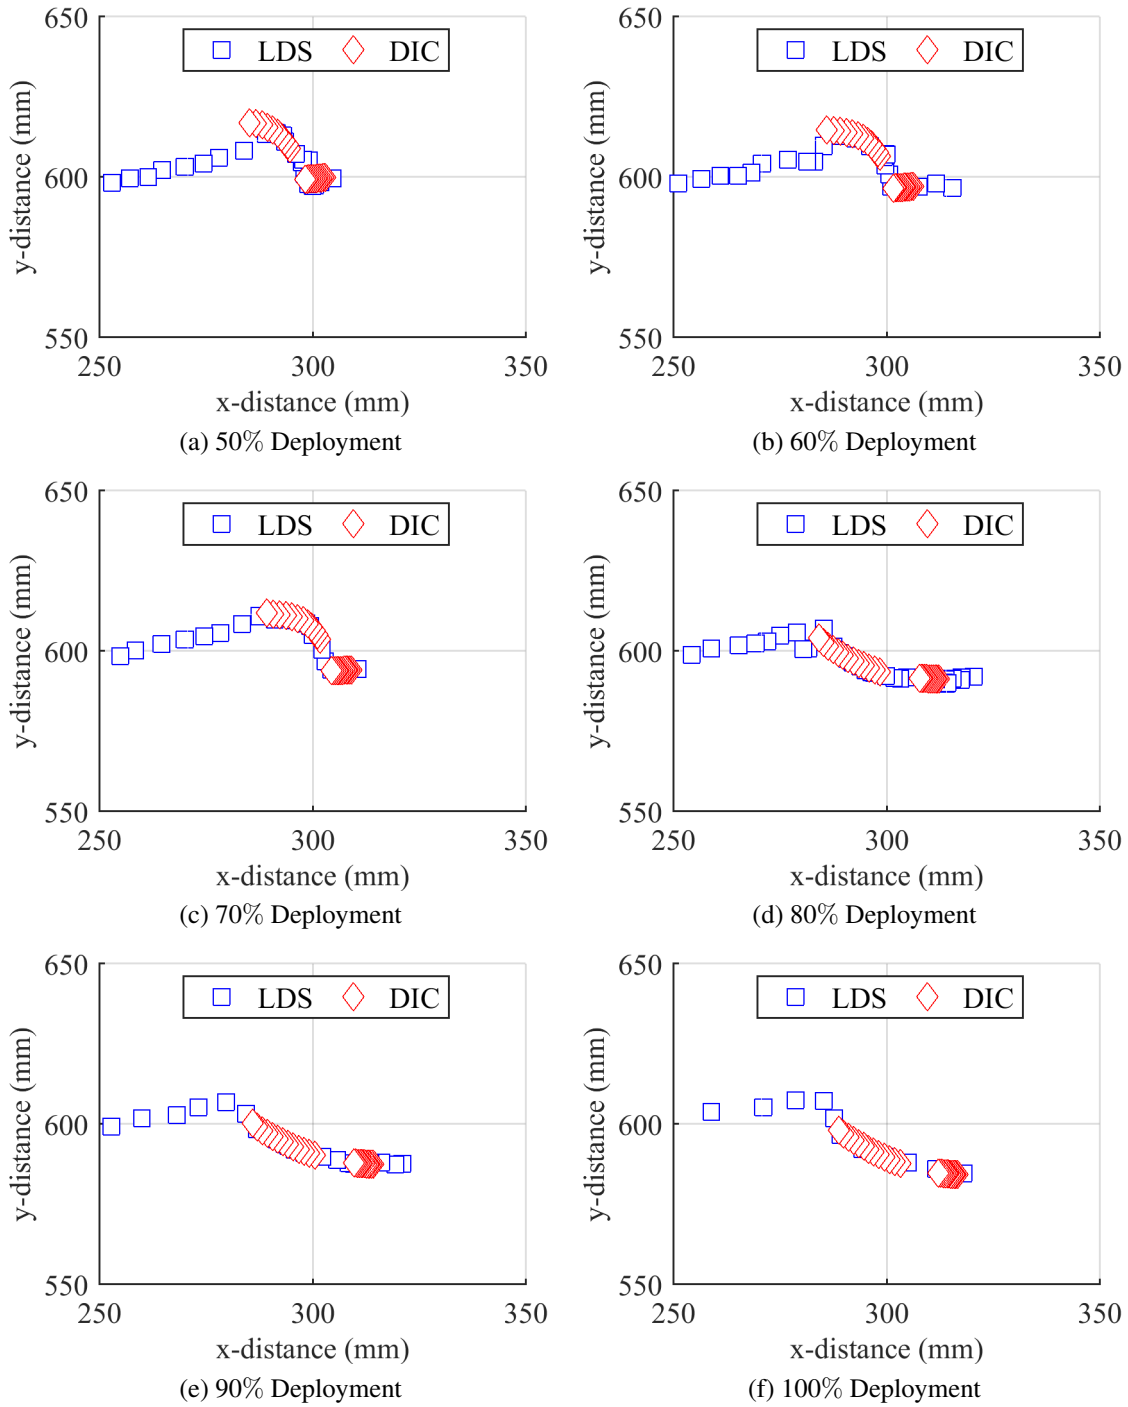 650
LDS DIC
600
550
y-distance (mm)
250 300 350
x-distance (mm)
(a) 50% Deployment
650
LDS DIC
600
550
y-distance (mm)
250 300 350
x-distance (mm)
(b) 60% Deployment
650
LDS DIC
600
550
y-distance (mm)
250 300 350
x-distance (mm)
(c) 70% Deployment
650
LDS DIC
600
550
y-distance (mm)
250 300 350
x-distance (mm)
(d) 80% Deployment
650
LDS DIC
600
550
y-distance (mm)
250 300 350
x-distance (mm)
(e) 90% Deployment
650
LDS DIC
600
550
y-distance (mm)
250 300 350
x-distance (mm)
(f) 100% Deployment